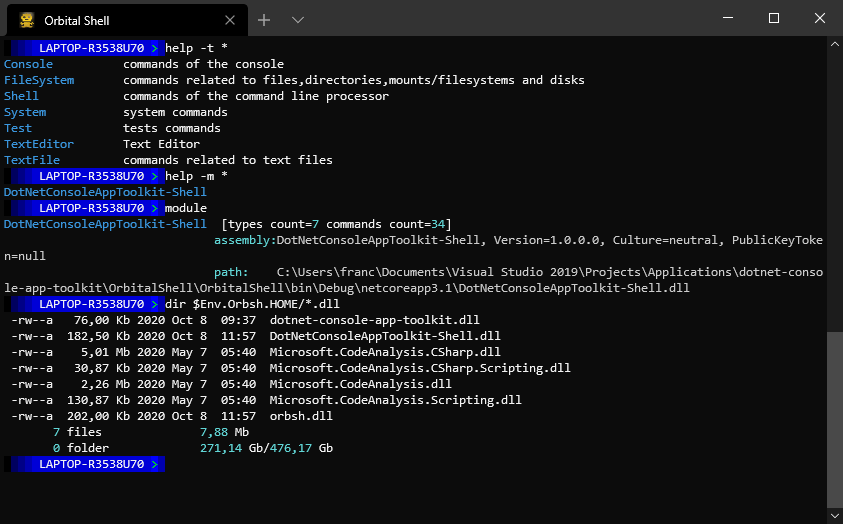 Orbital Shell
LAPTOP-R3538U70 > help -t *
Console commands of the console
FileSystem commands related to files,directories,mounts/filesystems and disks
Shell commands of the command line processor
System system commands
Test tests commands
TextEditor Text Editor
TextFile commands related to text files
LAPTOP-R3538U70 > help -m *
DotNetConsoleAppToolkit-Shell
LAPTOP-R3538U70 > module
DotNetConsoleAppToolkit-Shell [types count=7 commands count=34]
assembly:DotNetConsoleAppToolkit-Shell, Version=1.0.0.0, Culture=neutral, PublicKeyToke
n=null
path: C:\Users\franc\Documents\Visual Studio 2019\Projects\Applications\dotnet-conso
le-app-toolkit\OrbitalShell\OrbitalShell\bin\Debug\netcoreapp3.1\DotNetConsoleAppToolkit-Shell.dll
LAPTOP-R3538U70 > dir $Env.Orbsh.HOME/*.dll
-rw--a 76,00 Kb 2020 Oct 8 09:37 dotnet-console-app-toolkit.dll
-rw--a 182,50 Kb 2020 Oct 8 11:57 DotNetConsoleAppToolkit-Shell.dll
-rw--a 5,01 Mb 2020 May 7 05:40 Microsoft.CodeAnalysis.CSharp.dll
-rw--a 30,87 Kb 2020 May 7 05:40 Microsoft.CodeAnalysis.CSharp.Scripting.dll
-rw--a 2,26 Mb 2020 May 7 05:40 Microsoft.CodeAnalysis.dll
-rw--a 130,87 Kb 2020 May 7 05:40 Microsoft.CodeAnalysis.Scripting.dll
-rw--a 202,00 Kb 2020 Oct 8 11:57 orbsh.dll
7 files 7,88 Mb
0 folder 271,14 Gb/476,17 Gb
LAPTOP-R3538U70 >